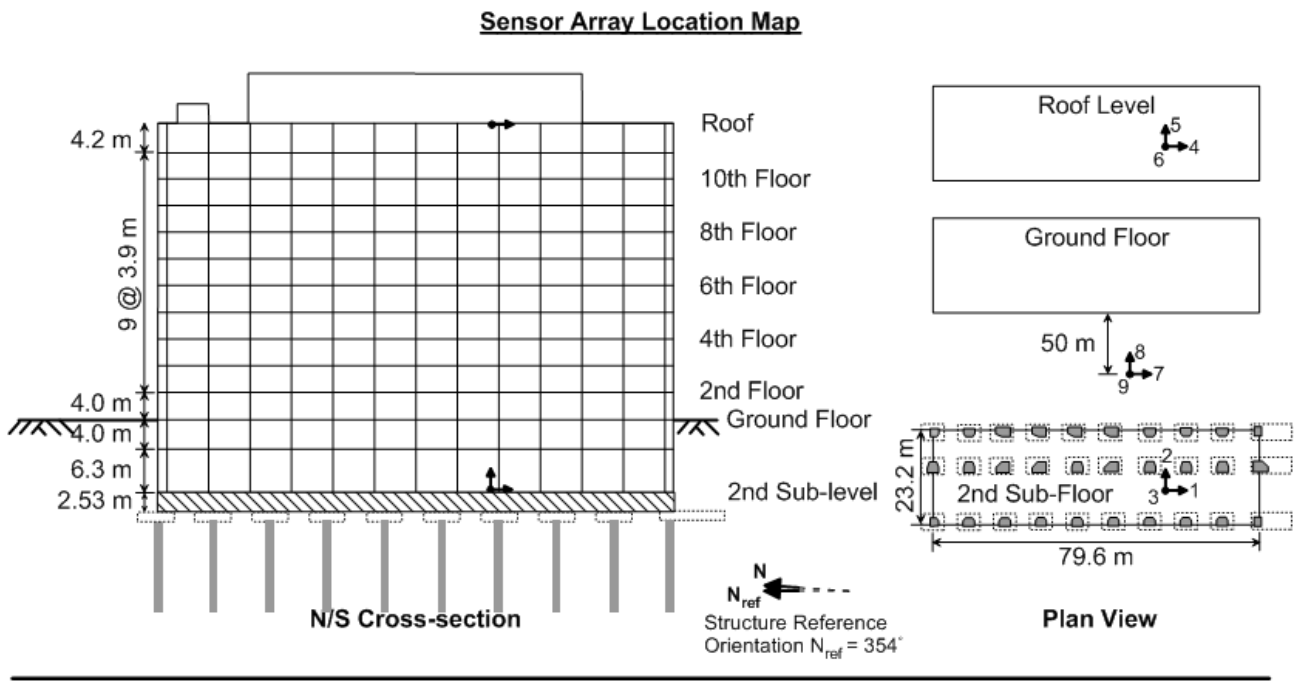 Sensor Array Location Map
4.2 m
9 @ 3.9 m
4.0 m
4.0 m
6.3 m
2.53 m
Roof
10th Floor
8th Floor
6th Floor
4th Floor
2nd Floor
Ground Floor
2nd Sub-level
N/S Cross-section
N
Nref
Structure Reference
Orientation Nref = 354°
Roof Level
5
6 4
Ground Floor
50 m
8
9 7
23.2 m
2
2nd Sub-Floor 3 1
79.6 m
Plan View